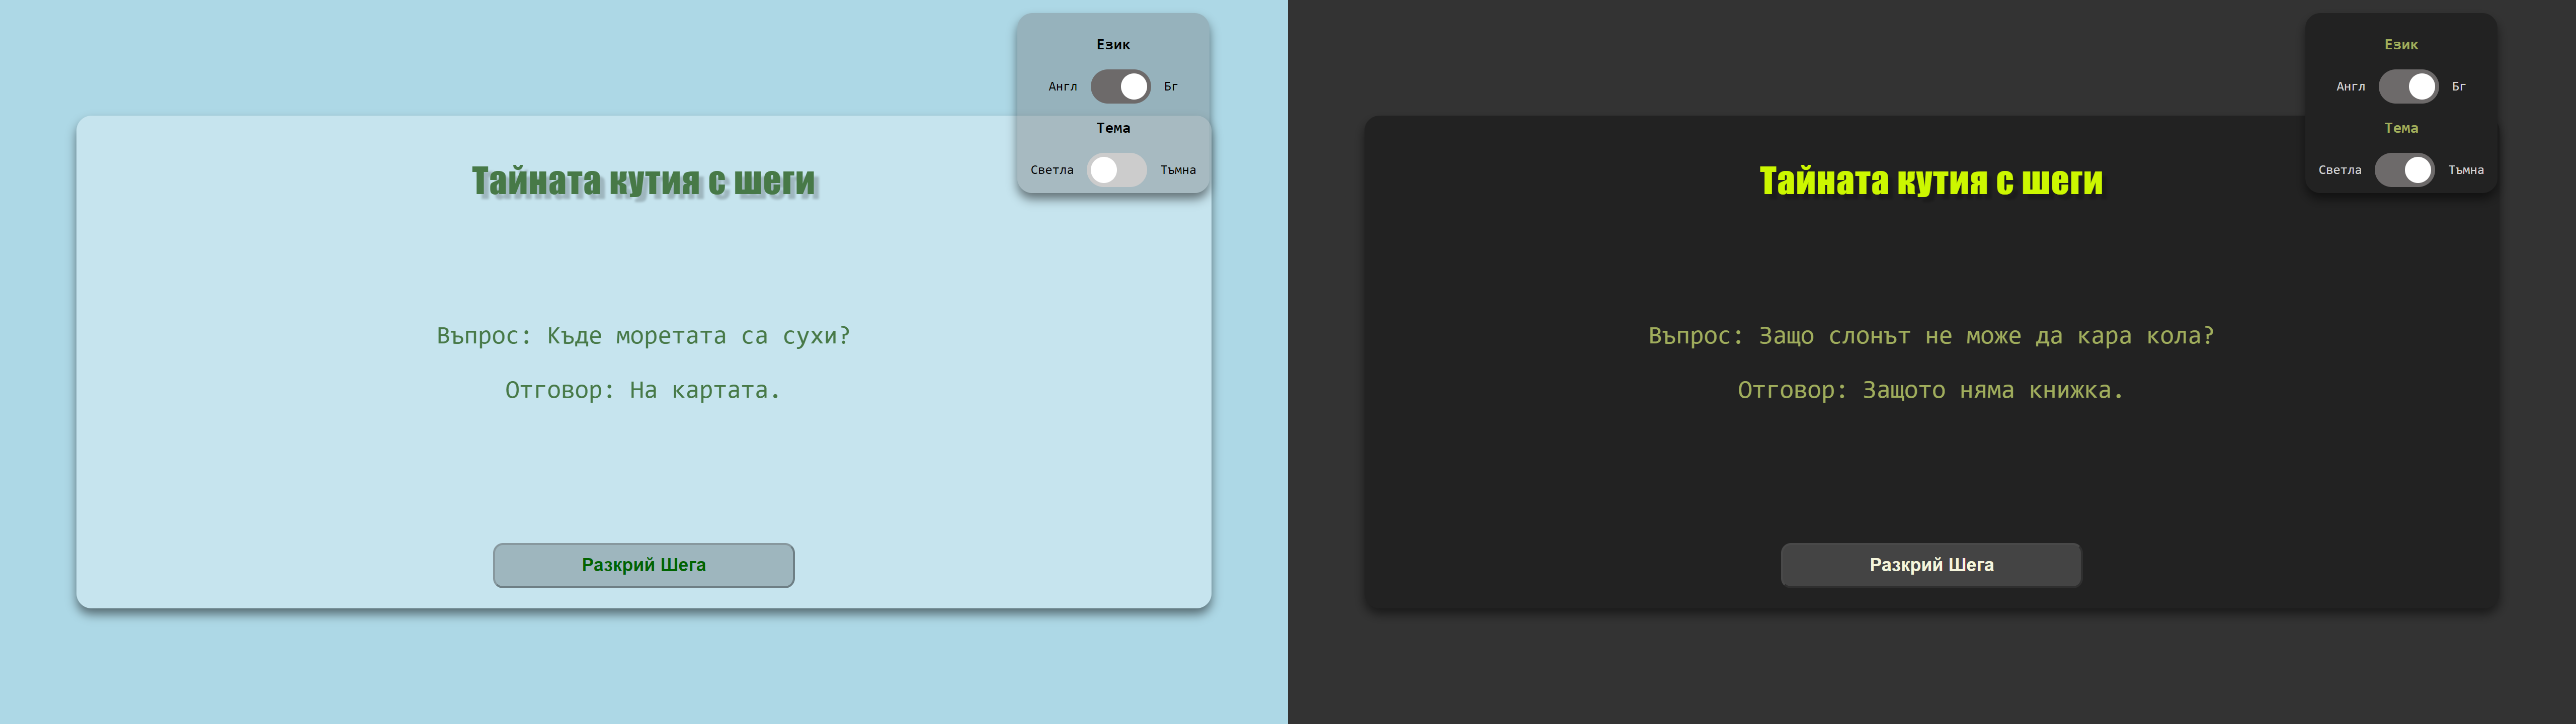 Език
Англ Бг
Тема
Светла Тъмна
Тайната кутия с шеги
Въпрос: Къде моретата са сухи?
Отговор: На картата.
Разкрий Шега
Език
Англ Бг
Тема
Светла Тъмна
Тайната кутия с шеги
Въпрос: Защо слонът не може да кара кола?
Отговор: Защото няма книжка.
Разкрий Шега